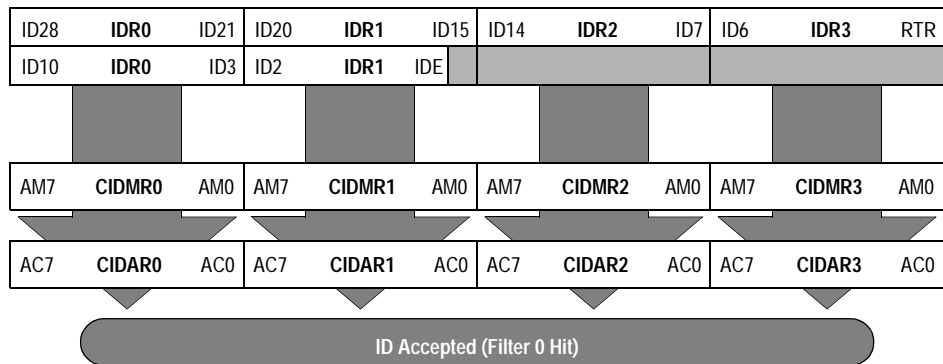 ID28 IDR0 ID21 ID20 IDR1 ID15 ID14 IDR2 ID7 ID6 IDR3 RTR
ID10 IDR0 ID3 ID2 IDR1 IDE
AM7 CIDMR0 AM0 AM7 CIDMR1 AM0 AM7 CIDMR2 AM0 AM7 CIDMR3 AM0
AC7 CIDAR0 AC0 AC7 CIDAR1 AC0 AC7 CIDAR2 AC0 AC7 CIDAR3 AC0
ID Accepted (Filter 0 Hit)